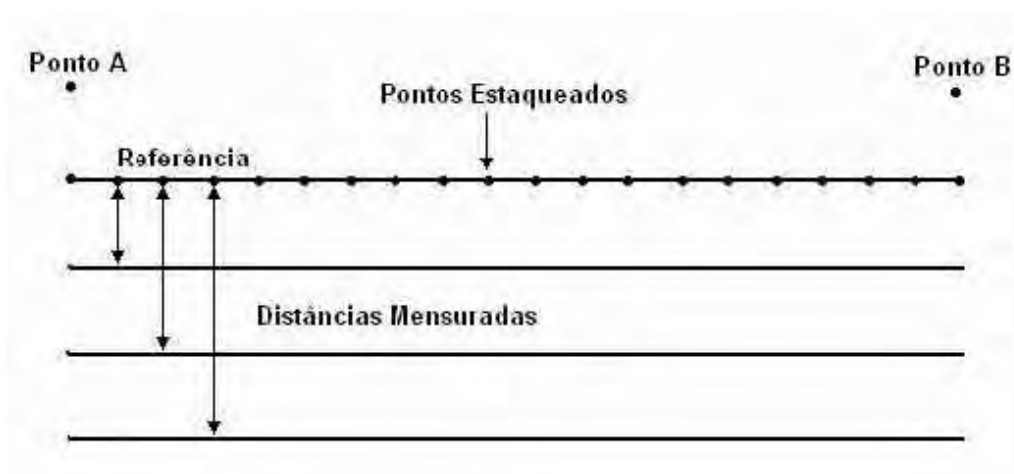 Ponto A
Ponto B
Pontos Estaqueados
Referência
Distâncias Mensuradas